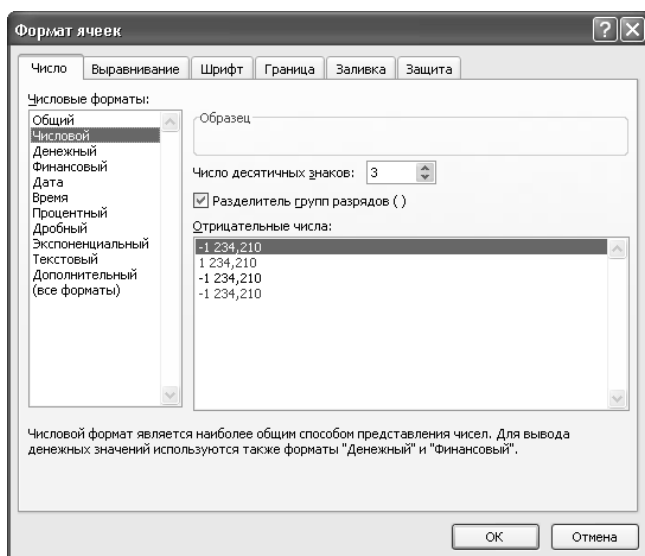 Формат ячеек
Число
Выравнивание
Шрифт
Граница
Заливка
Защита
Числовые форматы:
Общий
Числовой
Денежный
Финансовый
Дата
Время
Процентный
Дробный
Экспоненциальный
Текстовый
Дополнительный
(все форматы)
Образец
Число десятичных знаков: 3
Разделитель групп разрядов ( )
Отрицательные числа:
-1 234,210
1 234,210
-1 234,210
-1 234,210
Числовой формат является наиболее общим способом представления чисел. Для вывода
денежных значений используются также форматы "Денежный" и "Финансовый".
ОК
Отмена